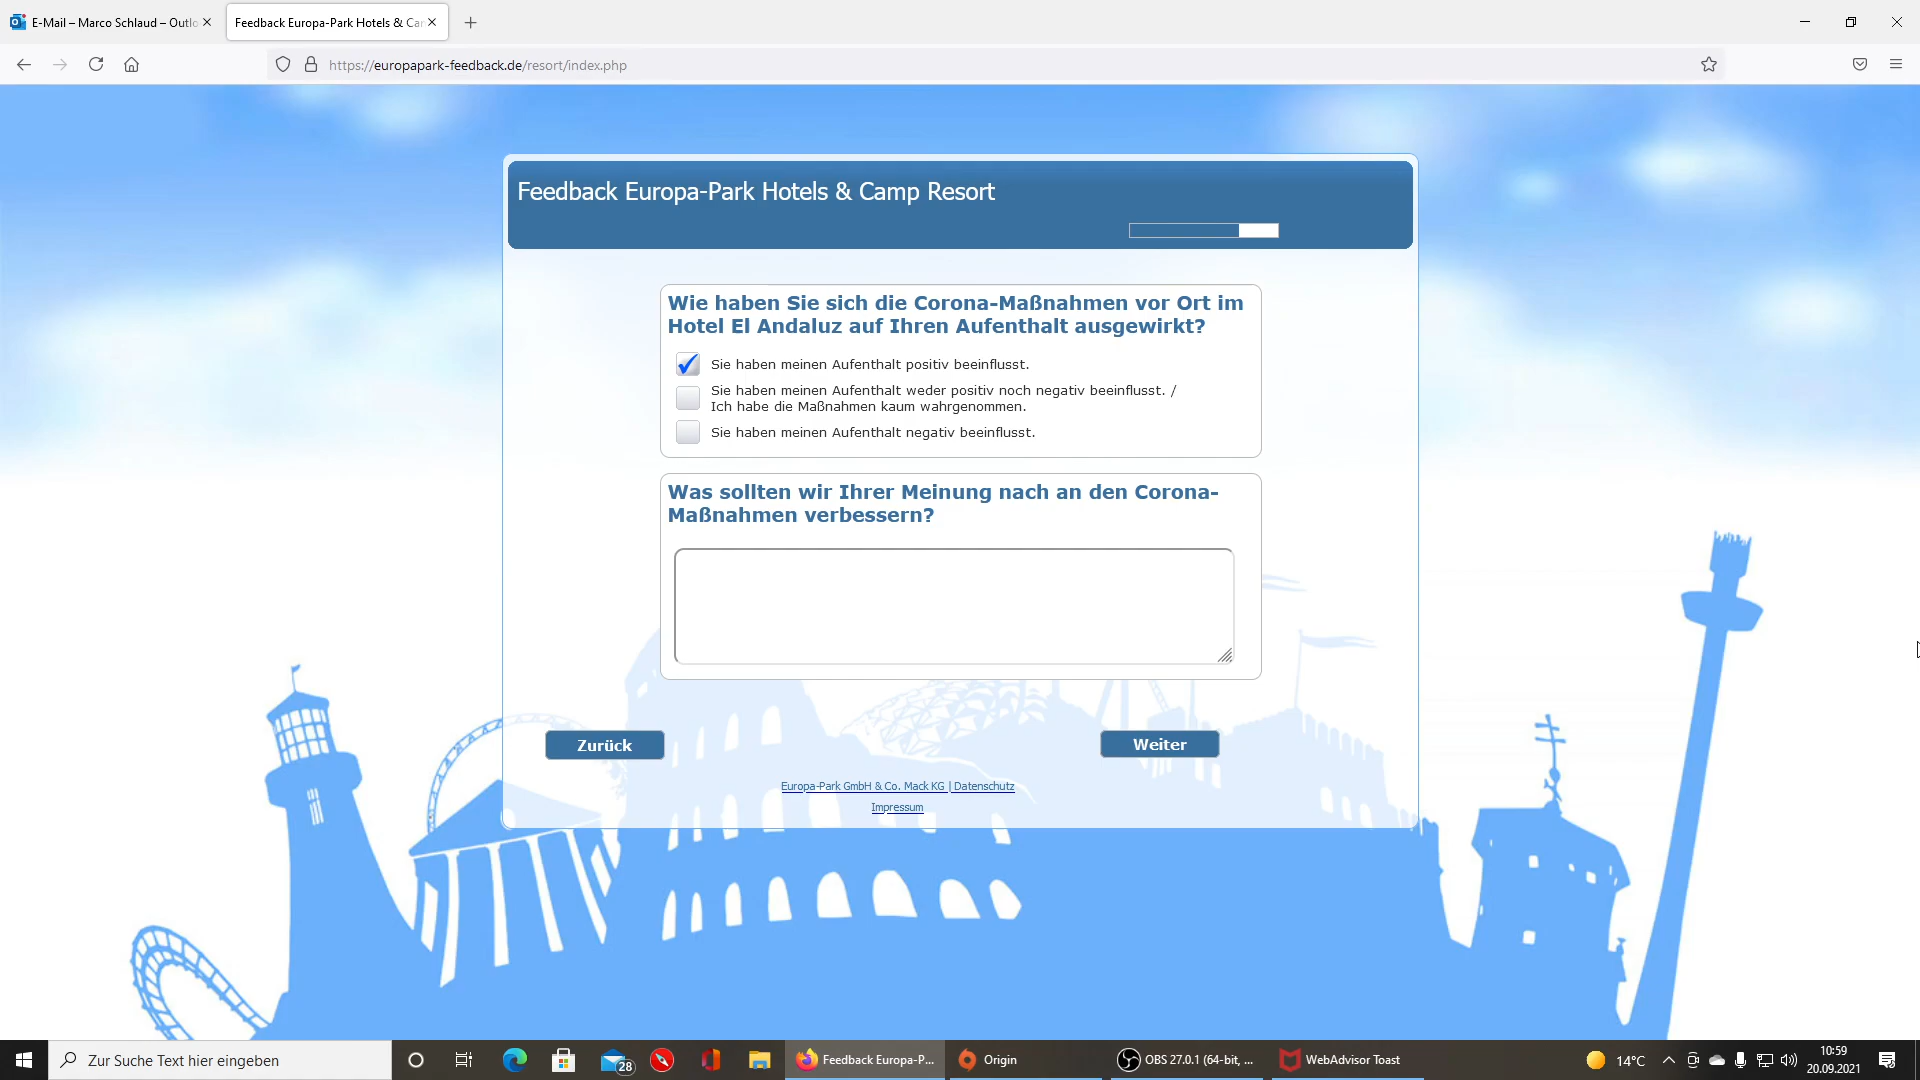 E-Mail – Marco Schlaud – Outlo
Feedback Europa-Park Hotels & Ca
https://europapark-feedback.de/resort/index.php
Feedback Europa-Park Hotels & Camp Resort
Wie haben Sie sich die Corona-Maßnahmen vor Ort im
Hotel El Andaluz auf Ihren Aufenthalt ausgewirkt?
Sie haben meinen Aufenthalt positiv beeinflusst.
Sie haben meinen Aufenthalt weder positiv noch negativ beeinflusst. /
Ich habe die Maßnahmen kaum wahrgenommen.
Sie haben meinen Aufenthalt negativ beeinflusst.
Was sollten wir Ihrer Meinung nach an den Corona-
Maßnahmen verbessern?
Zurück
Weiter
Europa-Park GmbH & Co. Mack KG | Datenschutz
Impressum
Zur Suche Text hier eingeben
28
Feedback Europa-P...
Origin
OBS 27.0.1 (64-bit, ...
WebAdvisor Toast
14°C
10:59
20.09.2021